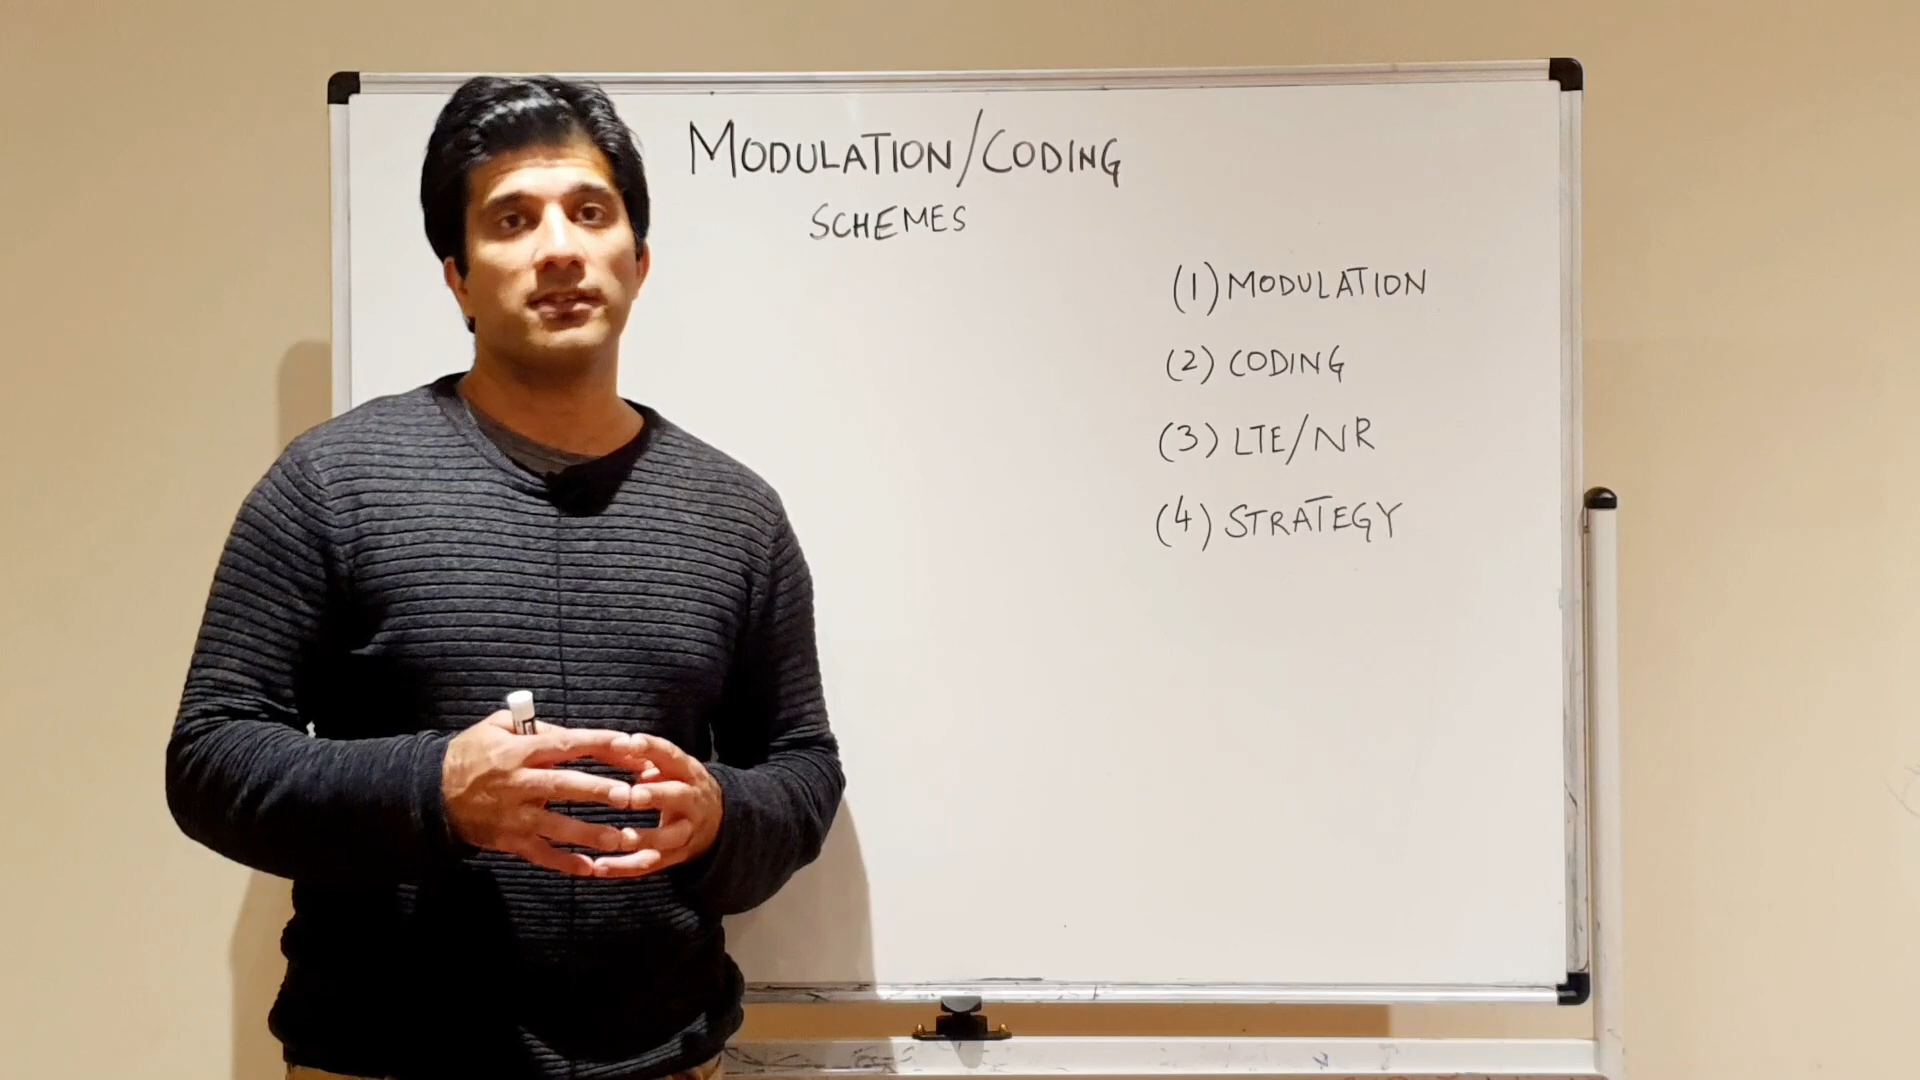 MODULATION/CODING
SCHEMES
(1) MODULATION
(2) CODING
(3) LTE/NR
(4) STRATEGY